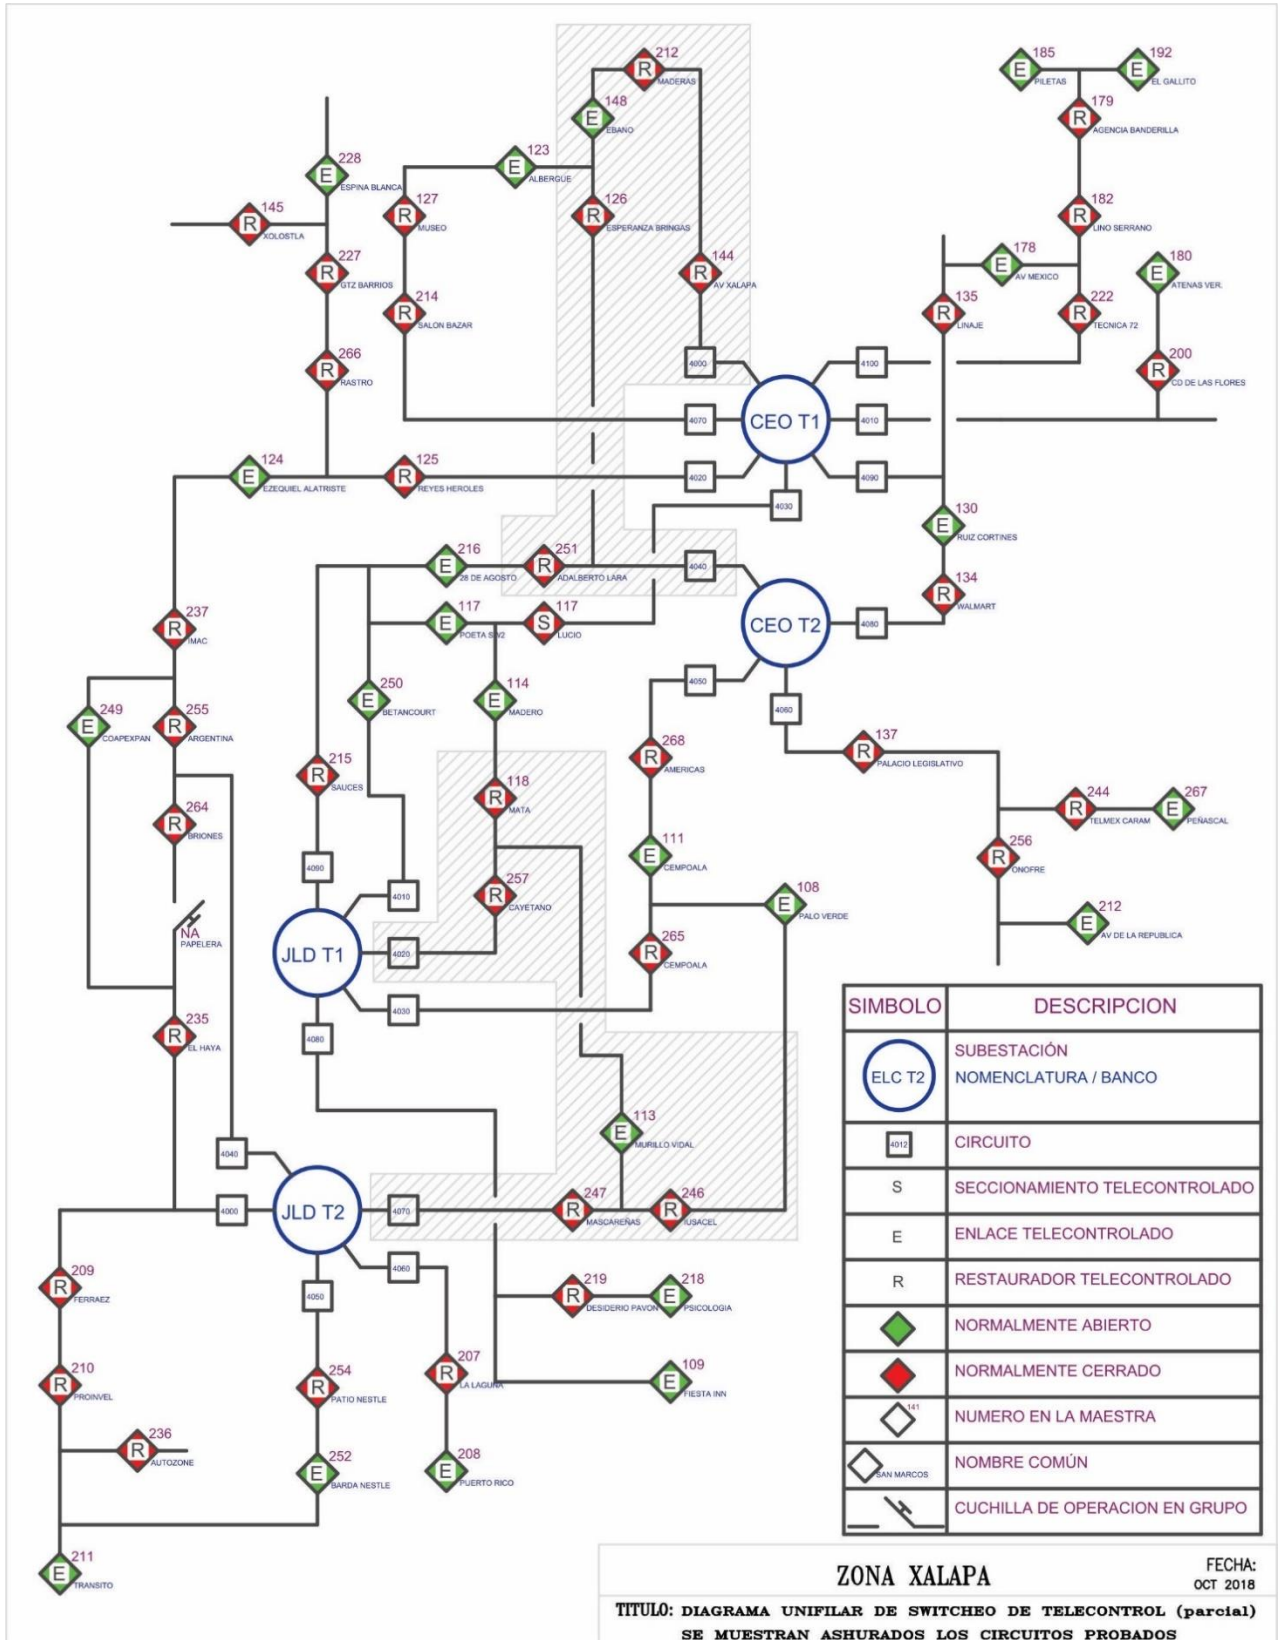 212
MADERAS
185
PILETAS
192
EL GALLITO
E
R
E
E
148
EBANO
179
AGENCIA BANDERILLA
E
R
228
ESPINA BLANCA
123
ALBERGUE
E
E
145
XOLOSTLA
127
MUSEO
126
ESPERANZA BRINGAS
182
LINO SERRANO
R
R
R
R
227
GTZ BARRIOS
144
AV XALAPA
178
AV MEXICO
180
ATENAS VER.
R
R
E
E
214
SALON BAZAR
135
LINAJE
222
TECNICA 72
R
R
R
266
RASTRO
200
CD DE LAS FLORES
R
R
4000
4100
CEO T1
4070
4010
124
EZEQUIEL ALATRISTE
125
REYES HEROLES
E
R
4020
4090
4030
130
RUIZ CORTINES
E
216
28 DE AGOSTO
251
ADALBERTO LARA
E
R
4040
134
WALMART
R
237
IMAC
R
117
POETA SW2
117
LUCIO
E
S
CEO T2
4080
4050
4060
249
COAPEXPAN
255
ARGENTINA
250
BETANCOURT
114
MADERO
E
R
E
E
268
AMERICAS
137
PALACIO LEGISLATIVO
R
R
215
SAUCES
118
MATA
R
R
244
TELMEX CARAM
267
PEÑASCAL
R
E
264
BRIONES
111
CEMPOALA
256
ONOFRE
R
E
R
4010
257
CAYETANO
108
PALO VERDE
R
E
212
AV DE LA REPUBLICA
E
NA
PAPELERA
JLD T1
4020
265
CEMPOALA
R
4030
4080
235
EL HAYA
R
113
MURILLO VIDAL
E
4040
4000
JLD T2
4070
247
MASCAREÑAS
246
IUSACEL
R
R
4060
4050
209
FERRAEZ
R
219
DESIDERIO PAVON
218
PSICOLOGIA
R
E
210
PROINVEL
254
PATIO NESTLE
207
LA LAGUNA
109
FIESTA INN
R
R
R
E
236
AUTOZONE
R
252
BARDA NESTLE
208
PUERTO RICO
E
E
211
TRANSITO
E
SIMBOLO DESCRIPCION
ELC T2
SUBESTACIÓN
NOMENCLATURA / BANCO
4012 CIRCUITO
S SECCIONAMIENTO TELECONTROLADO
E ENLACE TELECONTROLADO
R RESTAURADOR TELECONTROLADO
NORMALMENTE ABIERTO
NORMALMENTE CERRADO
141 NUMERO EN LA MAESTRA
SAN MARCOS NOMBRE COMÚN
CUCHILLA DE OPERACION EN GRUPO
ZONA XALAPA
FECHA:
OCT 2018
TITULO: DIAGRAMA UNIFILAR DE SWITCHEO DE TELECONTROL (parcial)
SE MUESTRAN ASHURADOS LOS CIRCUITOS PROBADOS